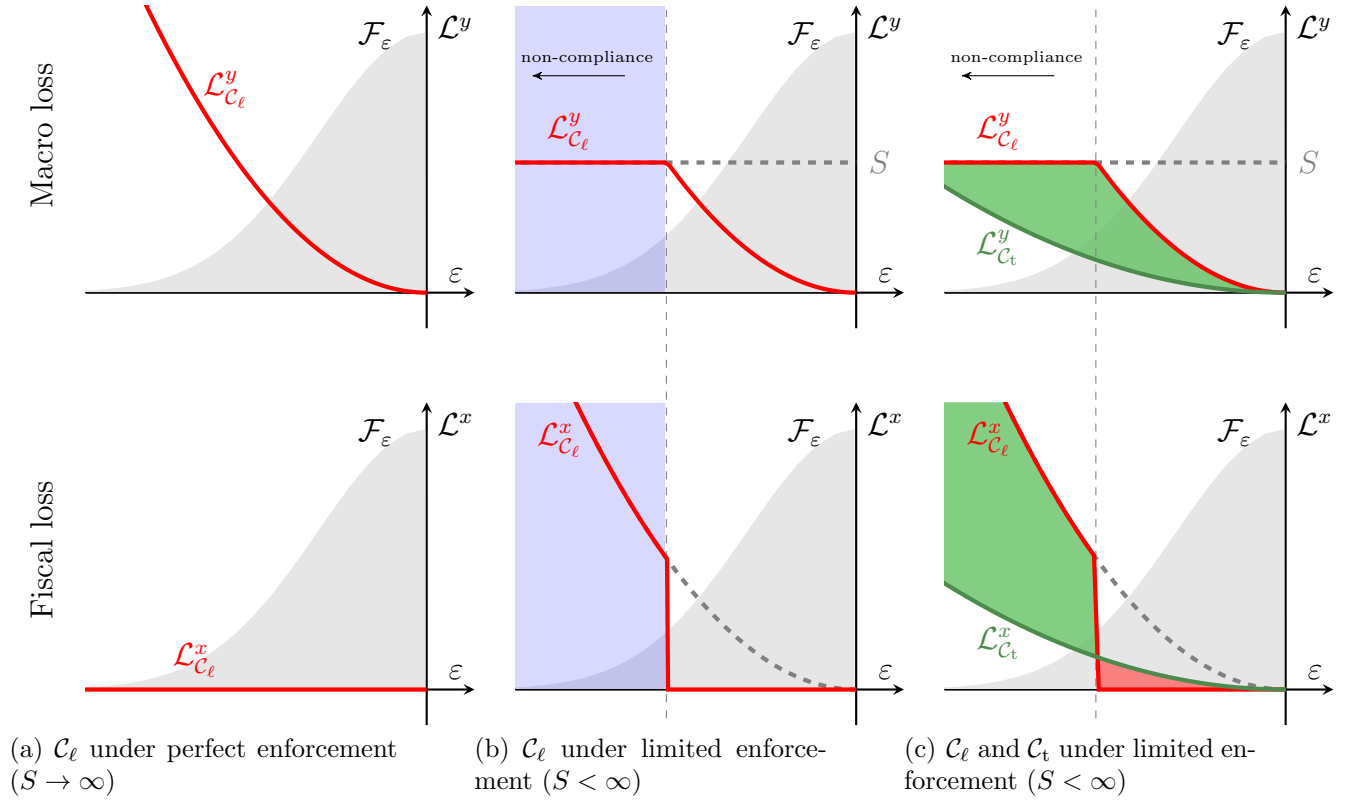 Macro loss
𝓕_ε
𝓛^y
𝓛^y_{𝒞_ℓ}
ε
non-compliance
𝓕_ε
𝓛^y
𝓛^y_{𝒞_ℓ}
S
ε
non-compliance
𝓕_ε
𝓛^y
𝓛^y_{𝒞_ℓ}
S
𝓛^y_{𝒞_t}
ε
Fiscal loss
𝓕_ε
𝓛^x
𝓛^x_{𝒞_ℓ}
ε
𝓕_ε
𝓛^x
𝓛^x_{𝒞_ℓ}
ε
𝓕_ε
𝓛^x
𝓛^x_{𝒞_ℓ}
𝓛^x_{𝒞_t}
ε
(a) 𝒞_ℓ under perfect enforcement
(S → ∞)
(b) 𝒞_ℓ under limited enforce-
ment (S < ∞)
(c) 𝒞_ℓ and 𝒞_t under limited en-
forcement (S < ∞)